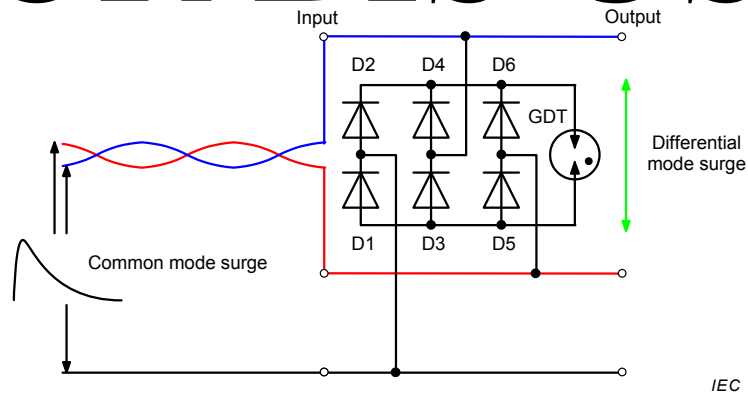 Input
Output
D2
D4
D6
GDT
Differential
mode surge
D1
D3
D5
Common mode surge
IEC